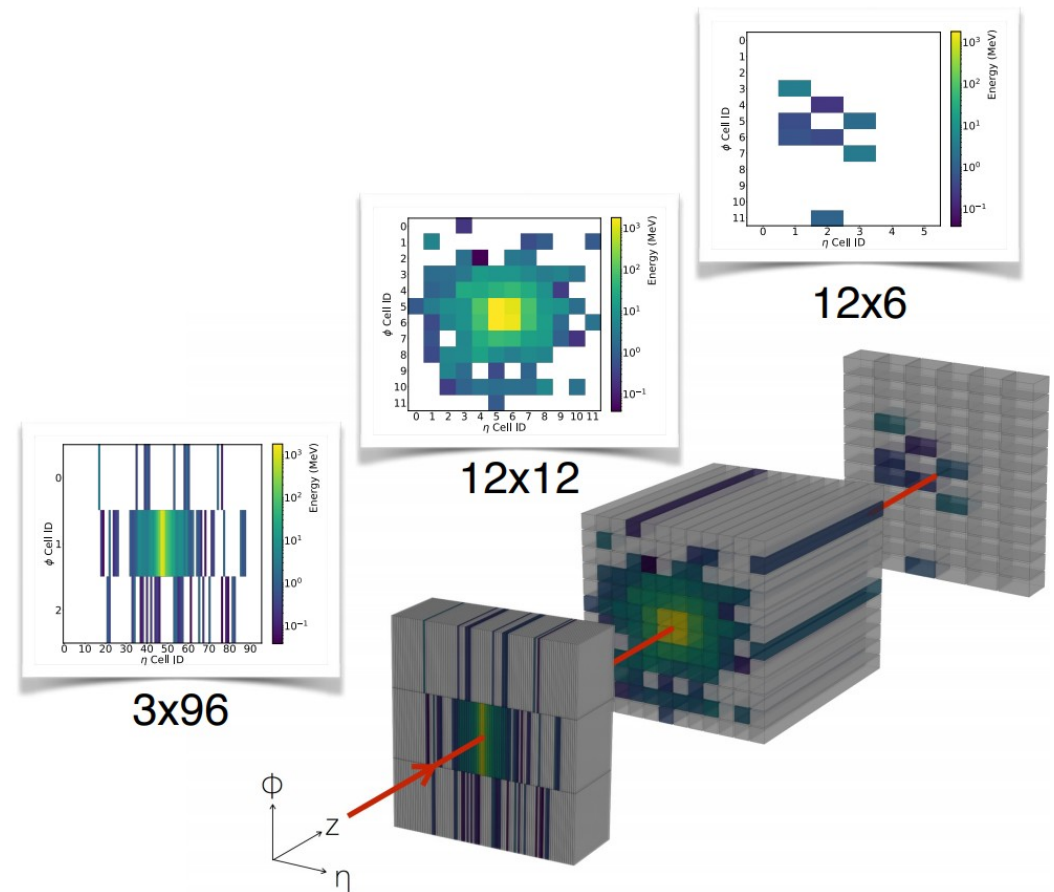 0
1
2
3
4
5
6
7
8
9
10
11
ϕ Cell ID
0 1 2 3 4 5
η Cell ID
10³
10²
10¹
10⁰
10⁻¹
Energy (MeV)
12x6
0
1
2
3
4
5
6
7
8
9
10
11
ϕ Cell ID
0 1 2 3 4 5 6 7 8 9 10 11
η Cell ID
10³
10²
10¹
10⁰
10⁻¹
Energy (MeV)
12x12
0
1
2
ϕ Cell ID
0 10 20 30 40 50 60 70 80 90
η Cell ID
10³
10²
10¹
10⁰
10⁻¹
Energy (MeV)
3x96
Φ
z
η